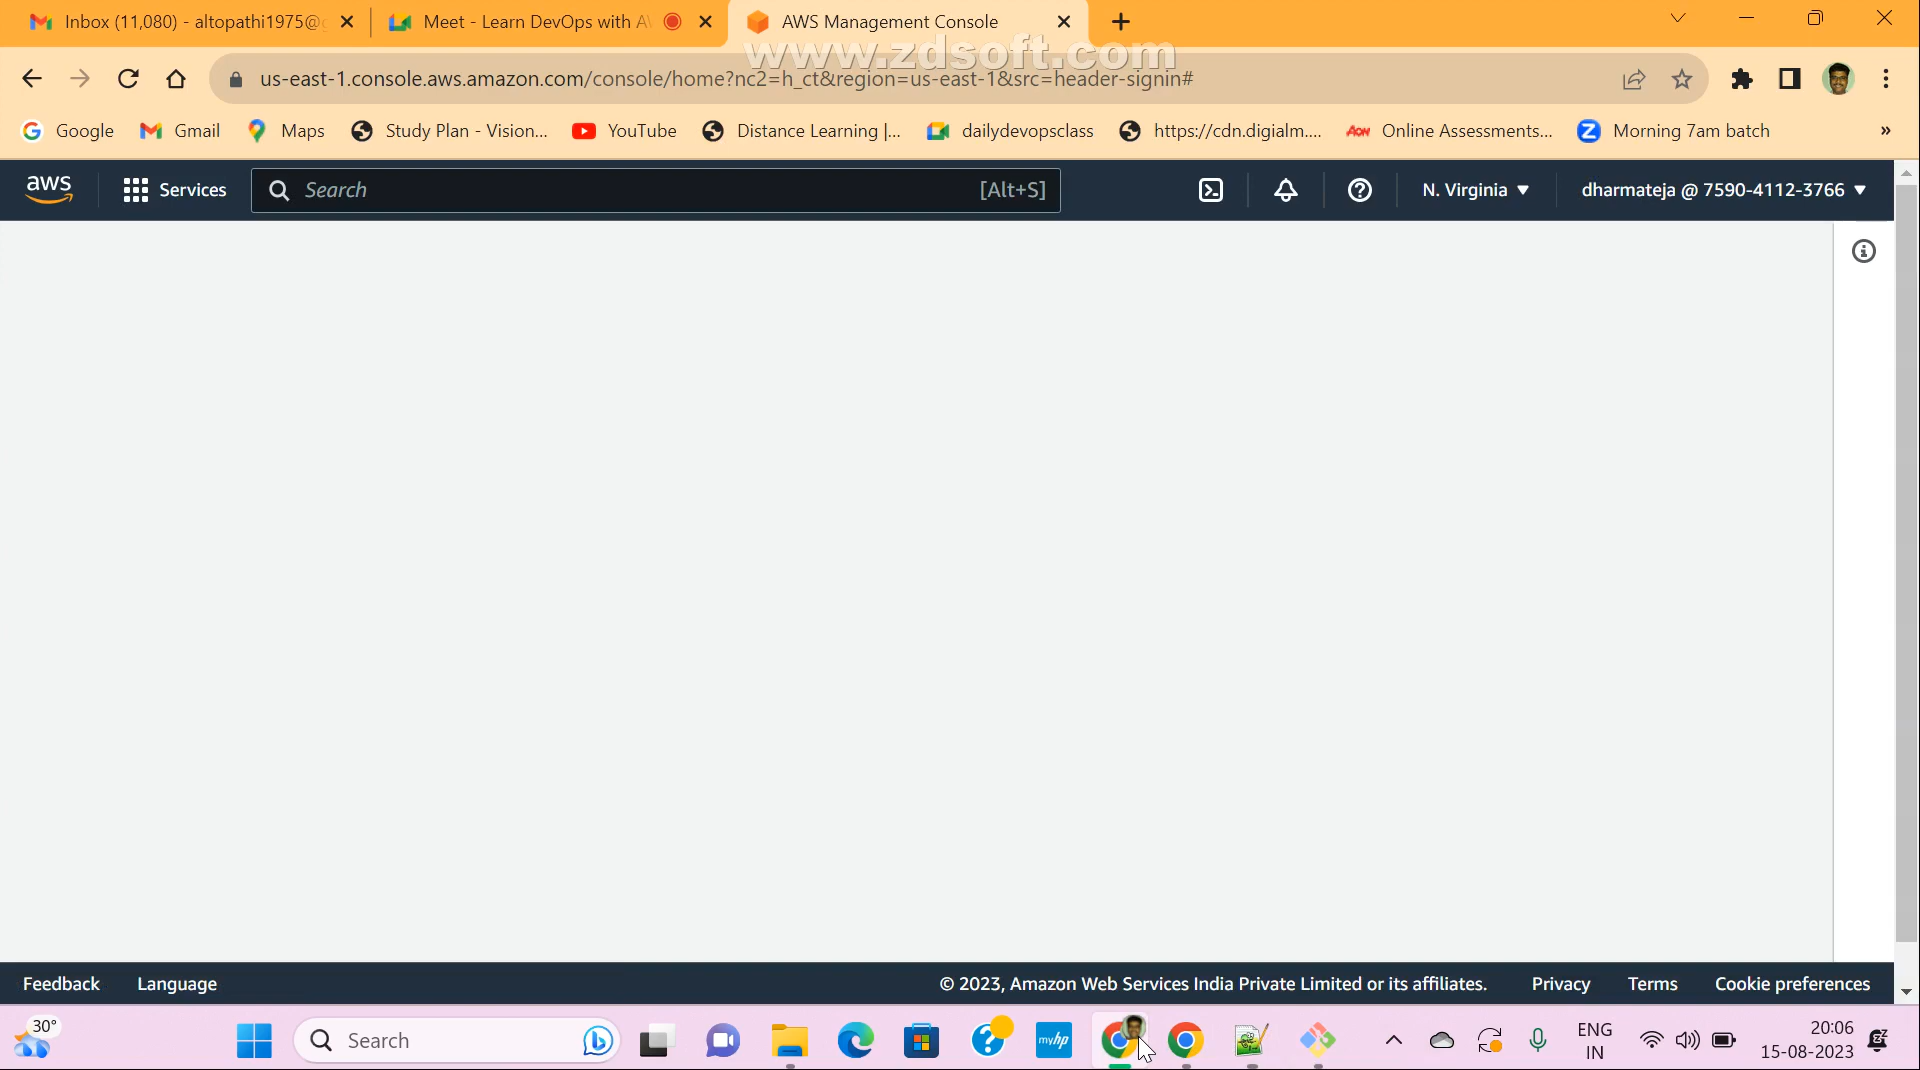 Inbox (11,080) - altopathi1975@g
Meet - Learn DevOps with AW
AWS Management Console
www.zdsoft.com
us-east-1.console.aws.amazon.com/console/home?nc2=h_ct&region=us-east-1&src=header-signin#
Google
Gmail
Maps
Study Plan - Vision...
YouTube
Distance Learning |...
dailydevopsclass
https://cdn.digialm....
AON
Online Assessments...
Z
Morning 7am batch
»
aws
Services
Search
[Alt+S]
N. Virginia
dharmateja @ 7590-4112-3766
Feedback
Language
© 2023, Amazon Web Services India Private Limited or its affiliates.
Privacy
Terms
Cookie preferences
30°
Search
myhp
ENG
IN
20:06
15-08-2023